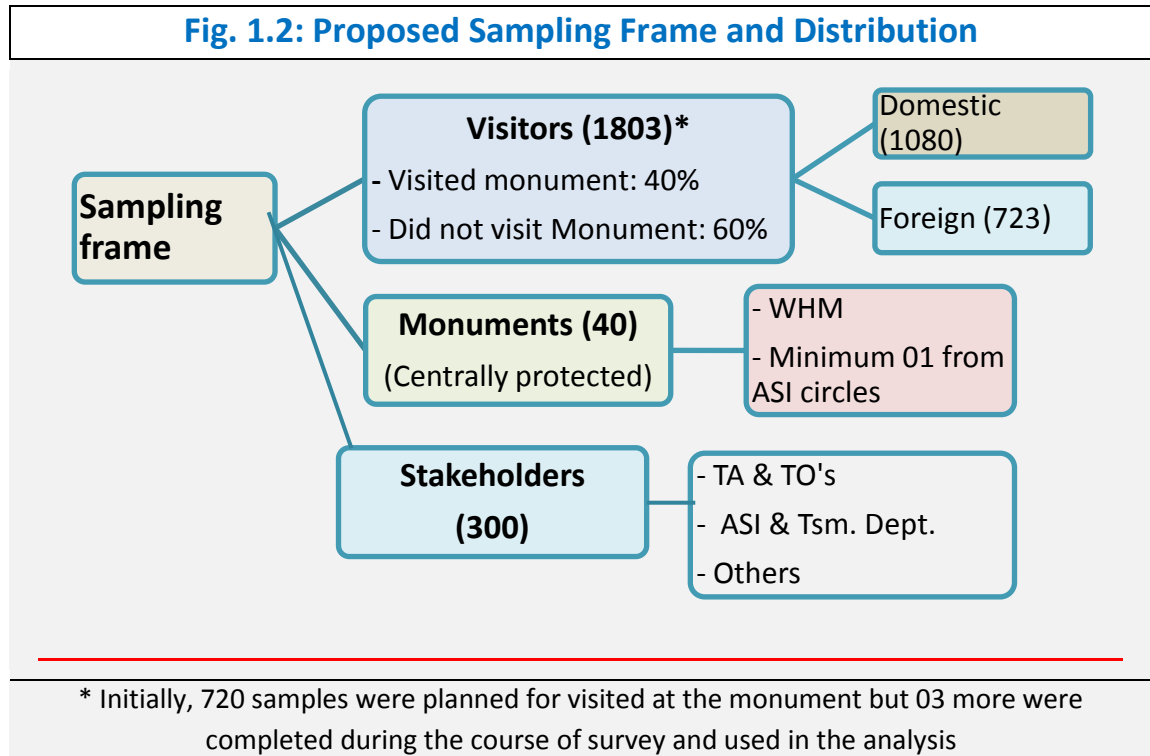 Fig. 1.2: Proposed Sampling Frame and Distribution
Sampling
frame
Visitors (1803)*
- Visited monument: 40%
- Did not visit Monument: 60%
Domestic
(1080)
Foreign (723)
Monuments (40)
(Centrally protected)
- WHM
- Minimum 01 from
ASI circles
Stakeholders
(300)
- TA & TO's
- ASI & Tsm. Dept.
- Others
* Initially, 720 samples were planned for visited at the monument but 03 more were
completed during the course of survey and used in the analysis